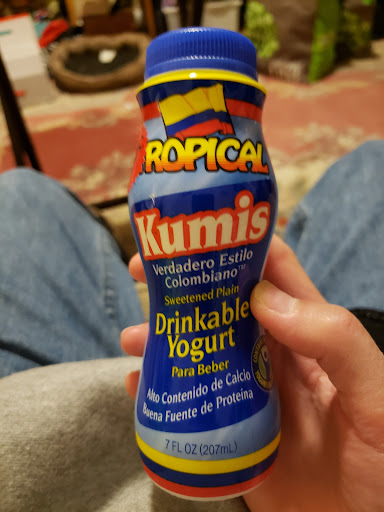 TROPICAL
Kumis
Verdadero Estilo
Colombiano™
Sweetened Plain
Drinkable
Yogurt
Para Beber
Alto Contenido de Calcio
Buena Fuente de Proteína
7 FL OZ (207mL)